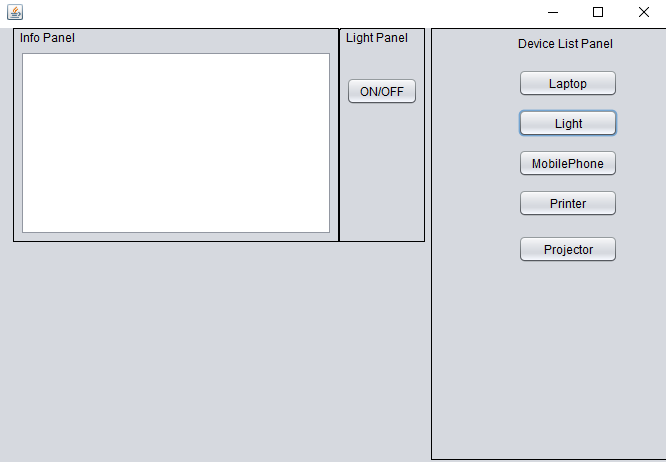 Info Panel
Light Panel
ON/OFF
Device List Panel
Laptop
Light
MobilePhone
Printer
Projector